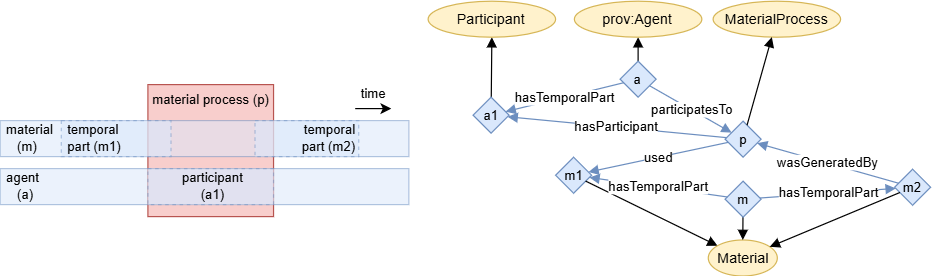 material process (p)
time
material
(m)
temporal
part (m1)
temporal
part (m2)
agent
(a)
participant
(a1)
Participant
prov:Agent
MaterialProcess
a
hasTemporalPart
participatesTo
a1
hasParticipant
p
used
wasGeneratedBy
m1
hasTemporalPart
hasTemporalPart
m2
m
Material